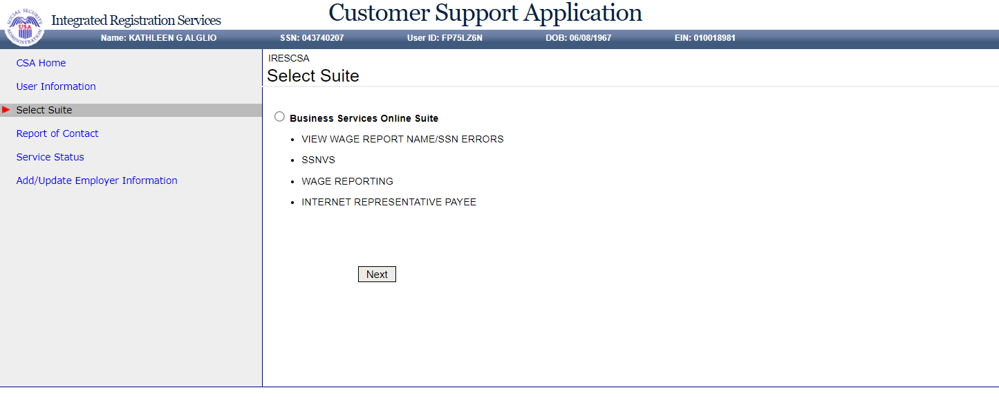 Integrated Registration Services
Customer Support Application
SOCIAL SECURITY ADMINISTRATION
USA
Name: KATHLEEN G ALGLIO SSN: 043740207 User ID: FP75LZ6N DOB: 06/08/1967 EIN: 010018981
CSA Home
User Information
Select Suite
Report of Contact
Service Status
Add/Update Employer Information
IRESCSA
Select Suite
Business Services Online Suite
• VIEW WAGE REPORT NAME/SSN ERRORS
• SSNVS
• WAGE REPORTING
• INTERNET REPRESENTATIVE PAYEE
Next